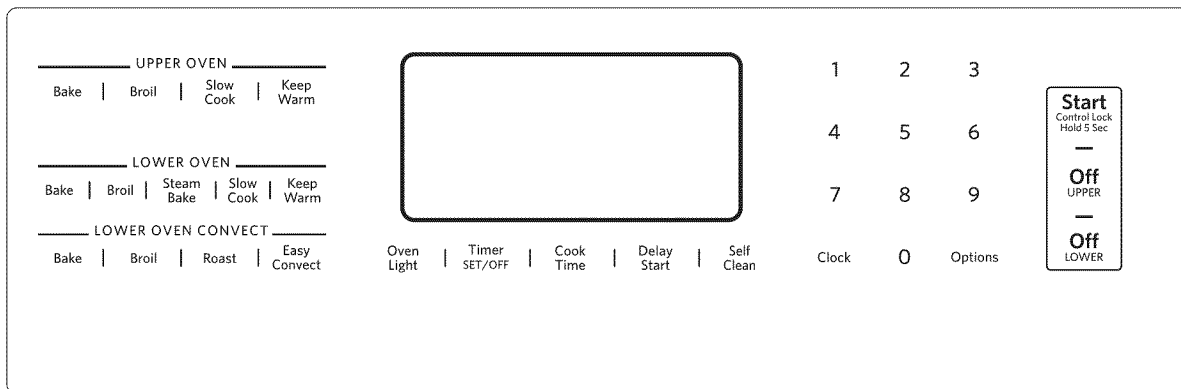 UPPER OVEN
Bake | Broil | Slow Cook | Keep Warm
LOWER OVEN
Bake | Broil | Steam Bake | Slow Cook | Keep Warm
LOWER OVEN CONVECT
Bake | Broil | Roast | Easy Convect
Oven Light | Timer SET/OFF | Cook Time | Delay Start | Self Clean
1 2 3
4 5 6
7 8 9
Clock 0 Options
Start
Control Lock
Hold 5 Sec
Off
UPPER
Off
LOWER